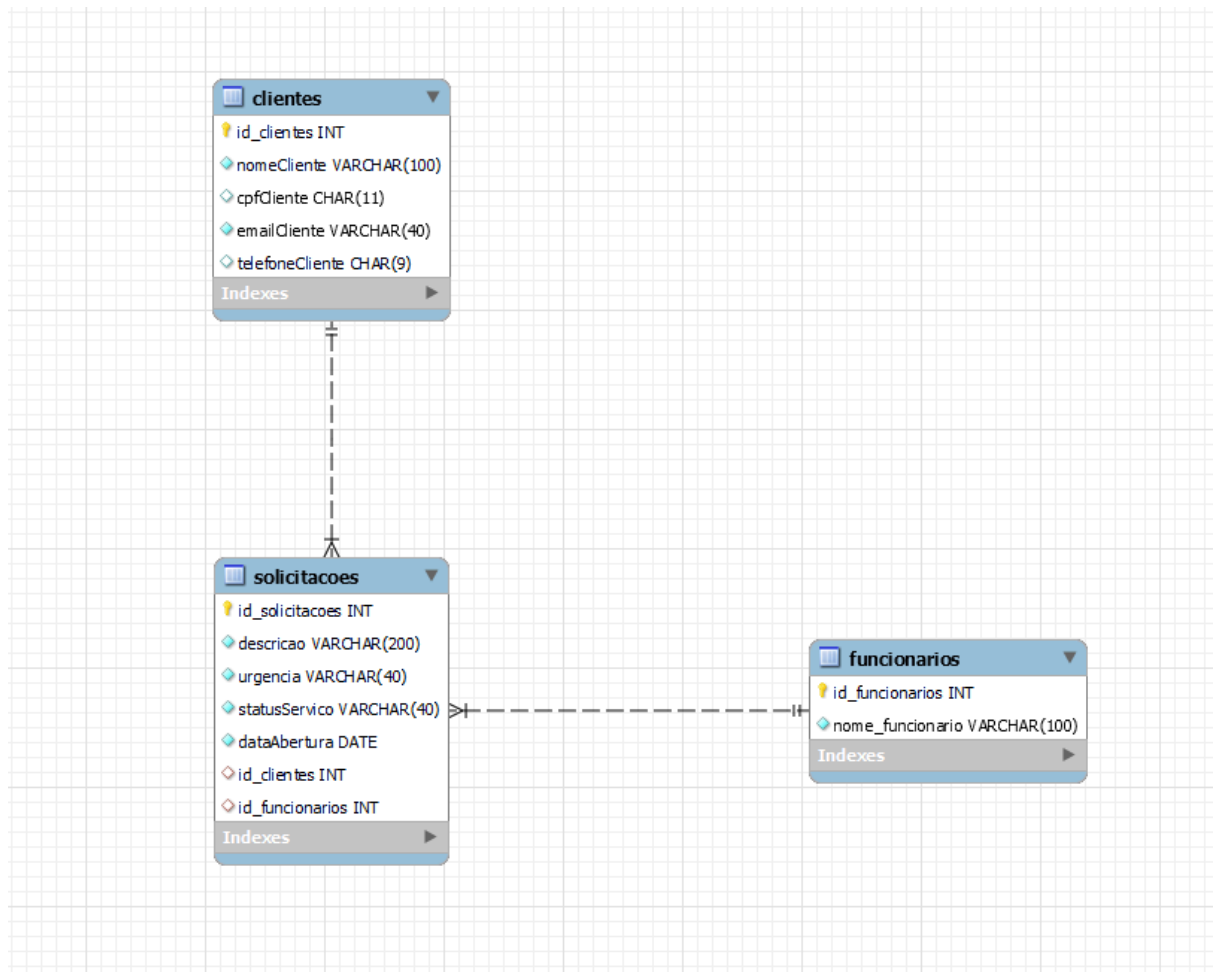 clientes
id_clientes INT
nomeCliente VARCHAR(100)
cpfCliente CHAR(11)
emailCliente VARCHAR(40)
telefoneCliente CHAR(9)
Indexes
solicitacoes
id_solicitacoes INT
descricao VARCHAR(200)
urgencia VARCHAR(40)
statusServico VARCHAR(40)
dataAbertura DATE
id_clientes INT
id_funcionarios INT
Indexes
funcionarios
id_funcionarios INT
nome_funcionario VARCHAR(100)
Indexes